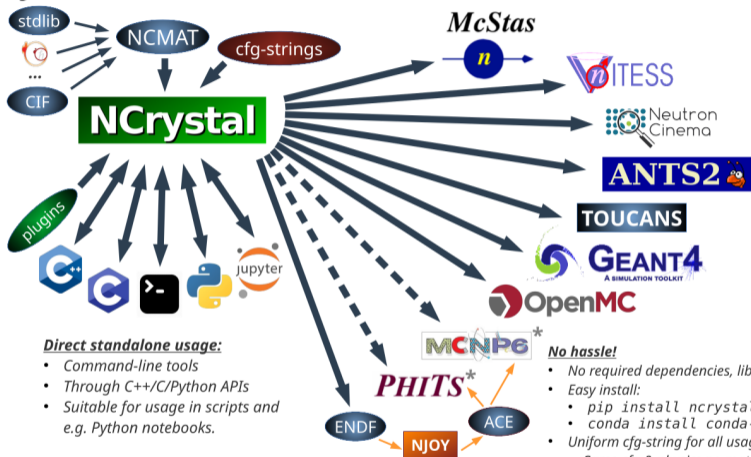 stdlib
NCMAT
cfg-strings
...
CIF
NCrystal
McStas
n
VnITESS
Neutron
Cinema
ANTS2
TOUCANS
GEANT4
A SIMULATION TOOLKIT
OpenMC
MCNP6*
PHITS*
plugins
C++
C
>-
jupyter
Direct standalone usage:
• Command-line tools
• Through C++/C/Python APIs
• Suitable for usage in scripts and
e.g. Python notebooks.
ENDF
NJOY
ACE
No hassle!
• No required dependencies, lib
• Easy install:
• pip install ncrystal
• conda install conda-
• Uniform cfg-string for all usag